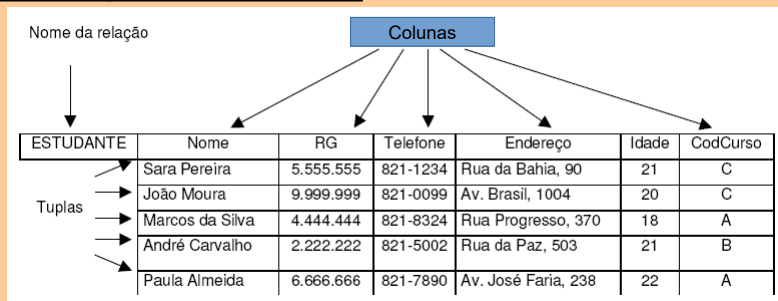 Nome da relação
Colunas
ESTUDANTE Nome RG Telefone Endereço Idade CodCurso
Sara Pereira 5.555.555 821-1234 Rua da Bahia, 90 21 C
João Moura 9.999.999 821-0099 Av. Brasil, 1004 20 C
Tuplas
Marcos da Silva 4.444.444 821-8324 Rua Progresso, 370 18 A
André Carvalho 2.222.222 821-5002 Rua da Paz, 503 21 B
Paula Almeida 6.666.666 821-7890 Av. José Faria, 238 22 A